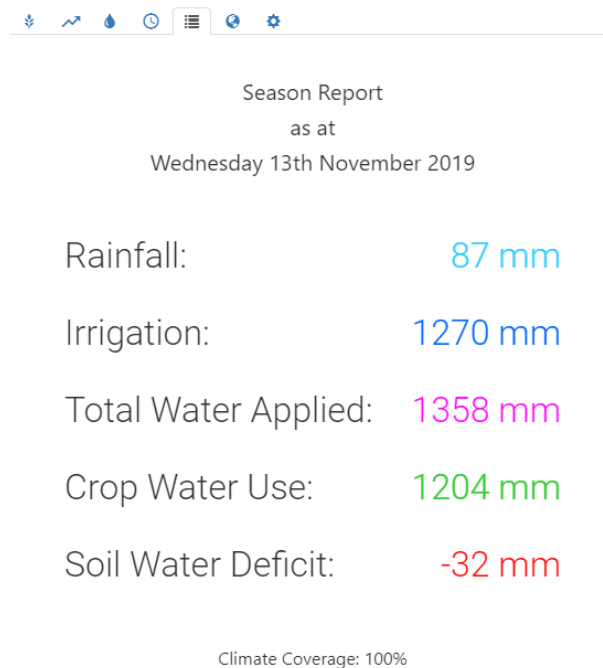 Season Report
as at
Wednesday 13th November 2019
Rainfall: 87 mm
Irrigation: 1270 mm
Total Water Applied: 1358 mm
Crop Water Use: 1204 mm
Soil Water Deficit: -32 mm
Climate Coverage: 100%